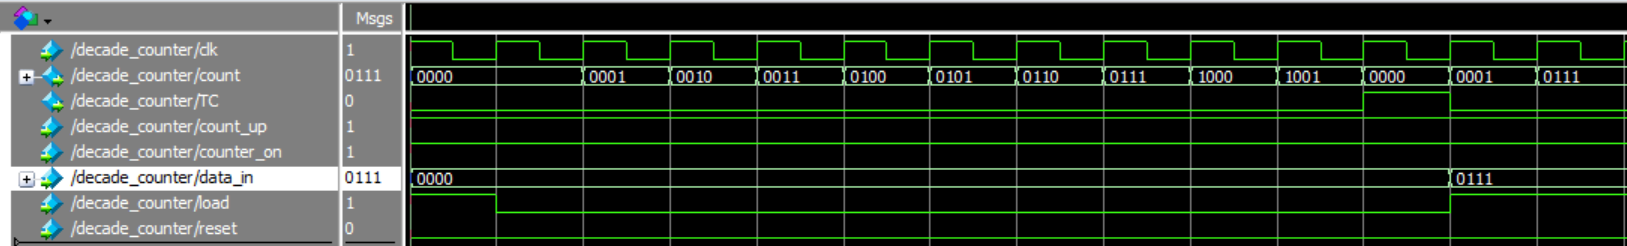 Msgs
/decade_counter/clk 1
/decade_counter/count 0111 0000 0001 0010 0011 0100 0101 0110 0111 1000 1001 0000 0001 0111
/decade_counter/TC 0
/decade_counter/count_up 1
/decade_counter/counter_on 1
/decade_counter/data_in 0111 0000 0111
/decade_counter/load 1
/decade_counter/reset 0